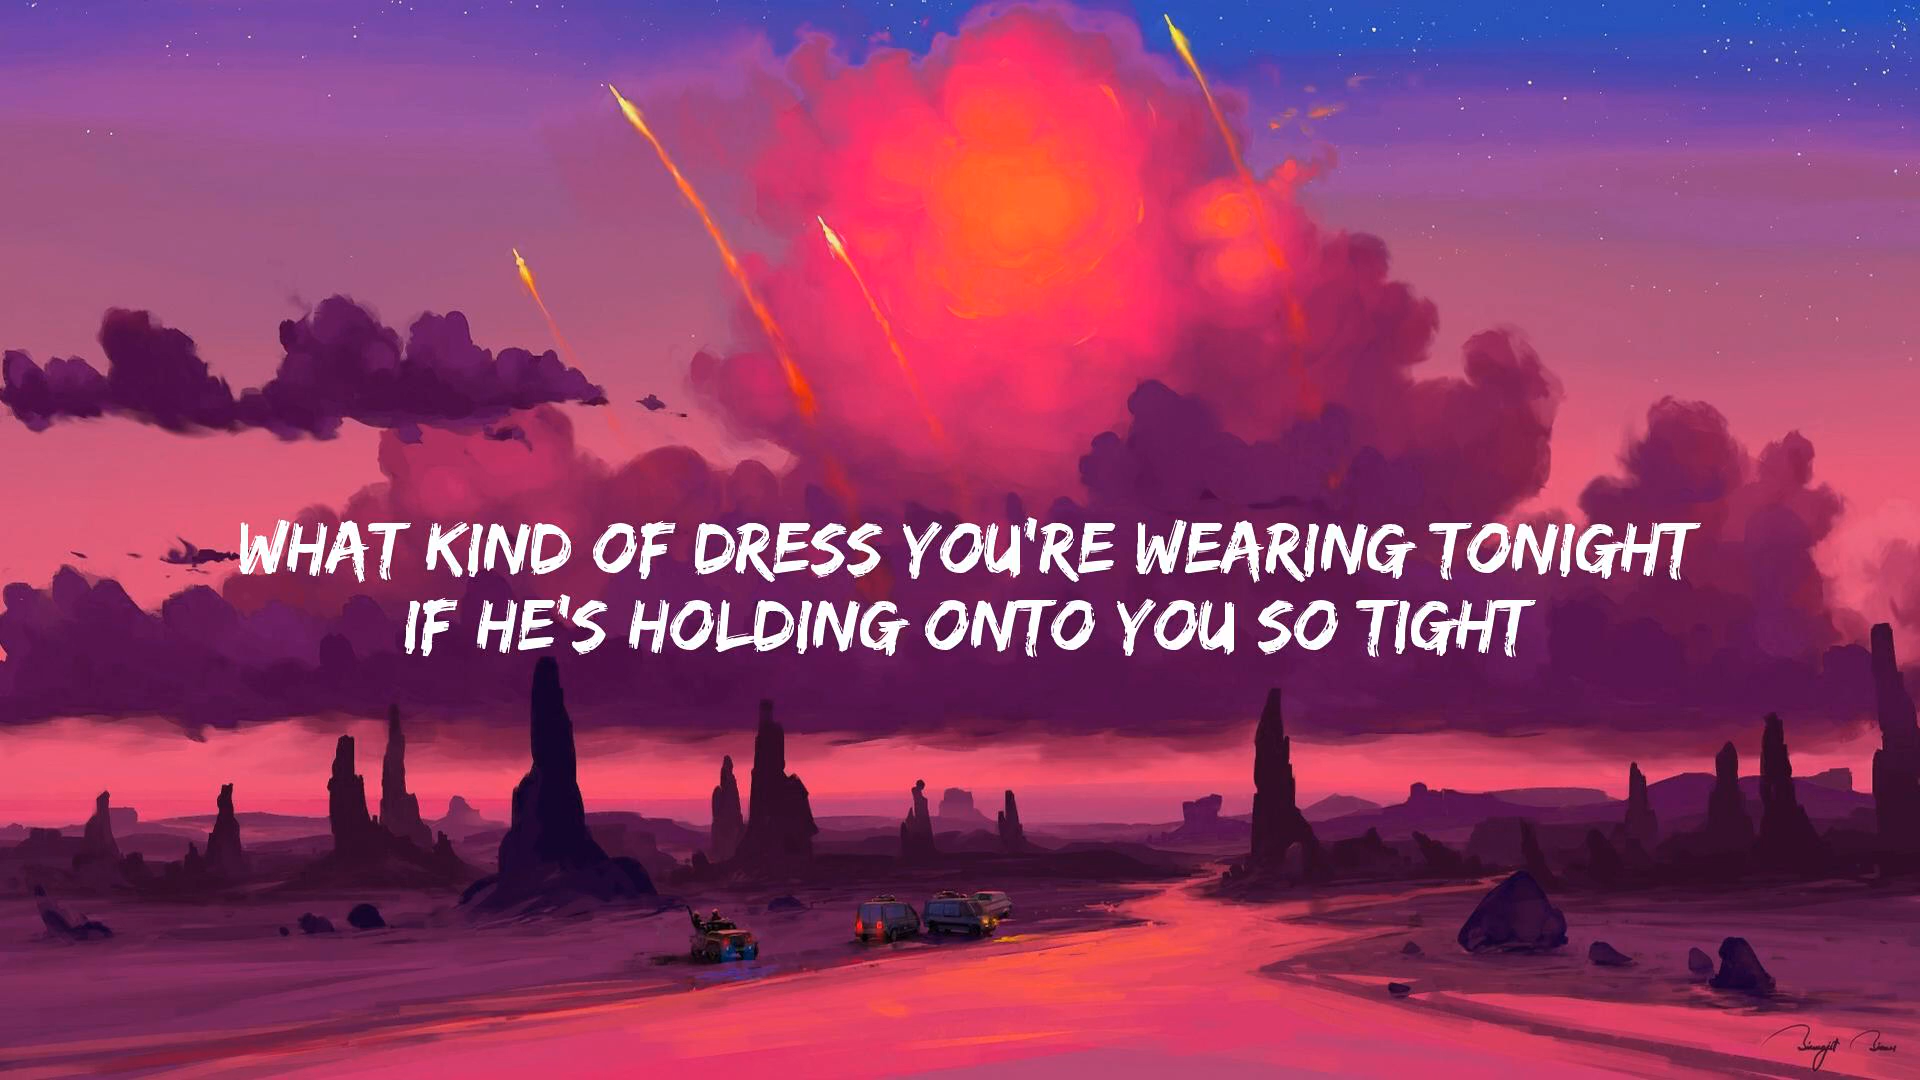 WHAT KIND OF DRESS YOU'RE WEARING TONIGHT
IF HE'S HOLDING ONTO YOU SO TIGHT